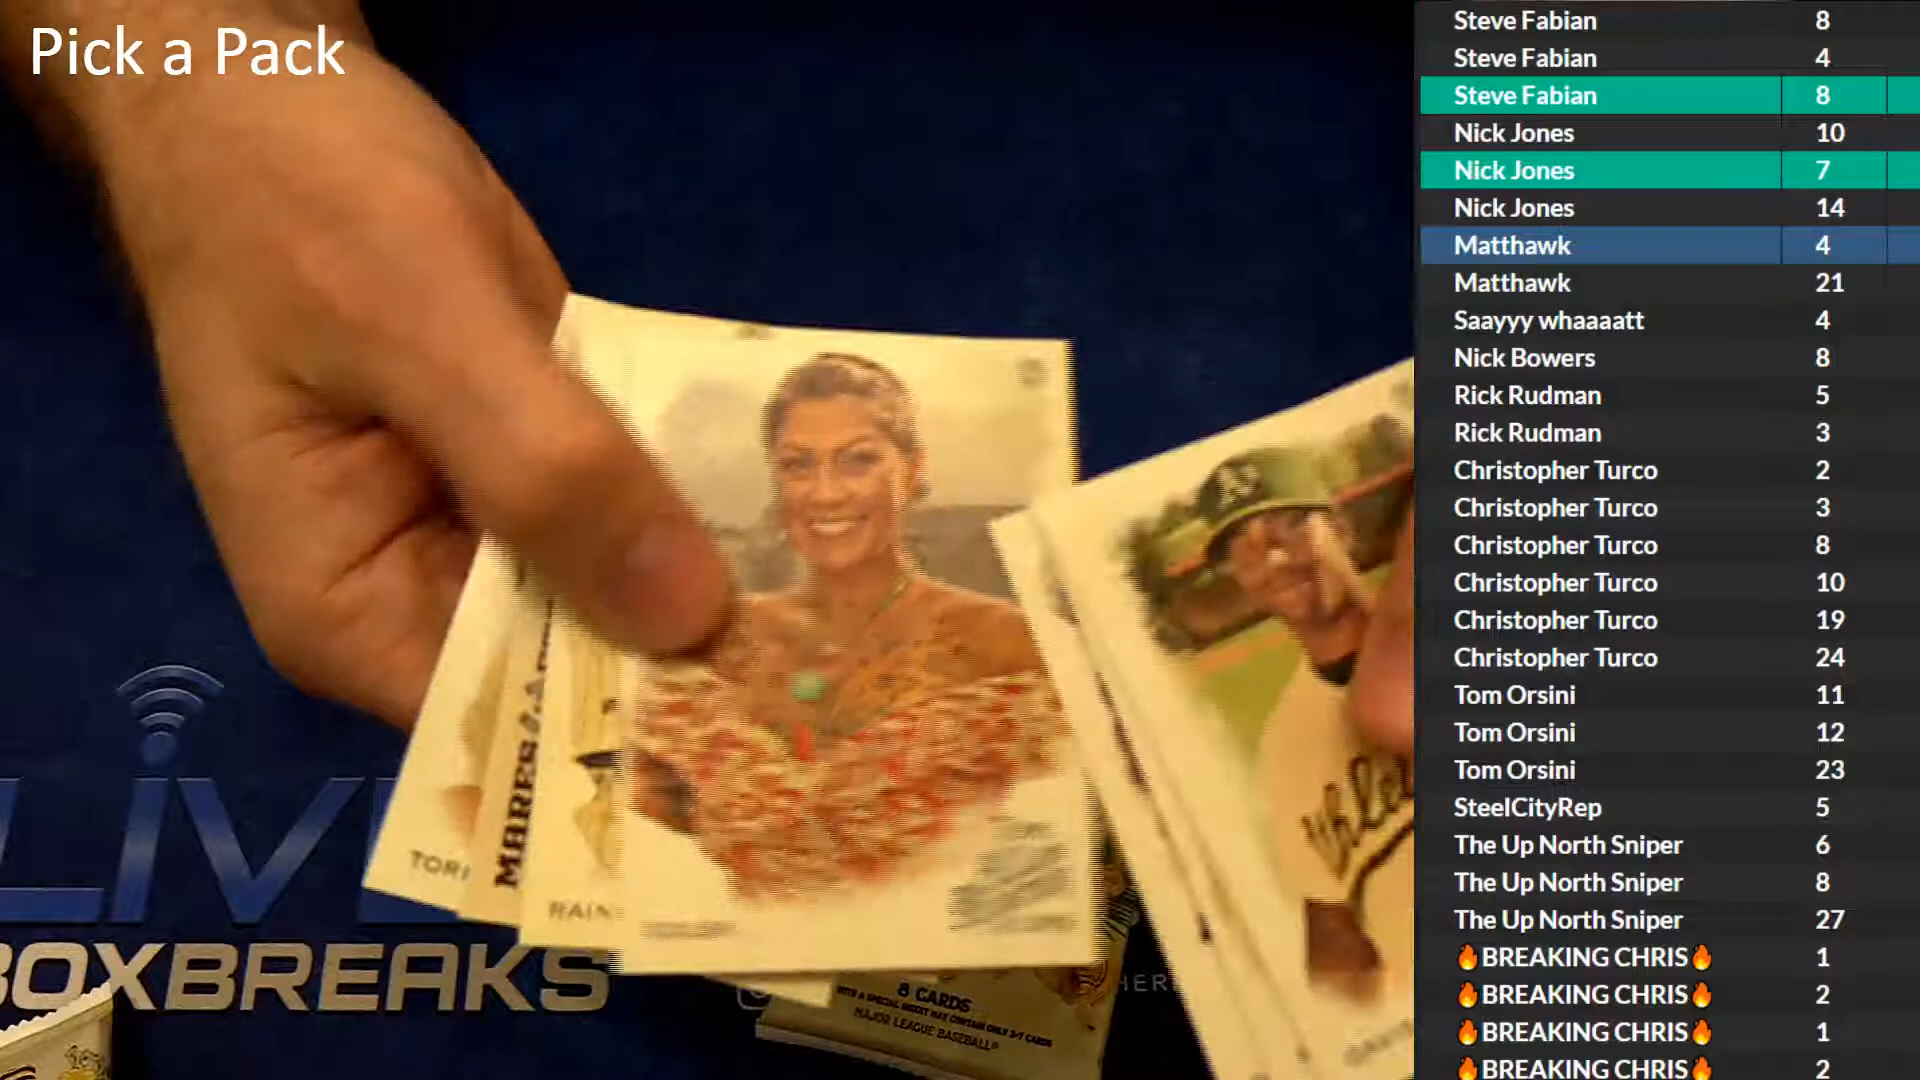 Pick a Pack
Steve Fabian 8
Steve Fabian 4
Steve Fabian 8
Nick Jones 10
Nick Jones 7
Nick Jones 14
Matthawk 4
Matthawk 21
Saayyy whaaaatt 4
Nick Bowers 8
Rick Rudman 5
Rick Rudman 3
Christopher Turco 2
Christopher Turco 3
Christopher Turco 8
Christopher Turco 10
Christopher Turco 19
Christopher Turco 24
Tom Orsini 11
Tom Orsini 12
Tom Orsini 23
SteelCityRep 5
The Up North Sniper 6
The Up North Sniper 8
The Up North Sniper 27
🔥BREAKING CHRIS🔥 1
🔥BREAKING CHRIS🔥 2
🔥BREAKING CHRIS🔥 1
🔥BREAKING CHRIS🔥 2
A's
TORI
MARES
RAIN
LIVE
BOXBREAKS
8 CARDS
MAJOR LEAGUE BASEBALL®